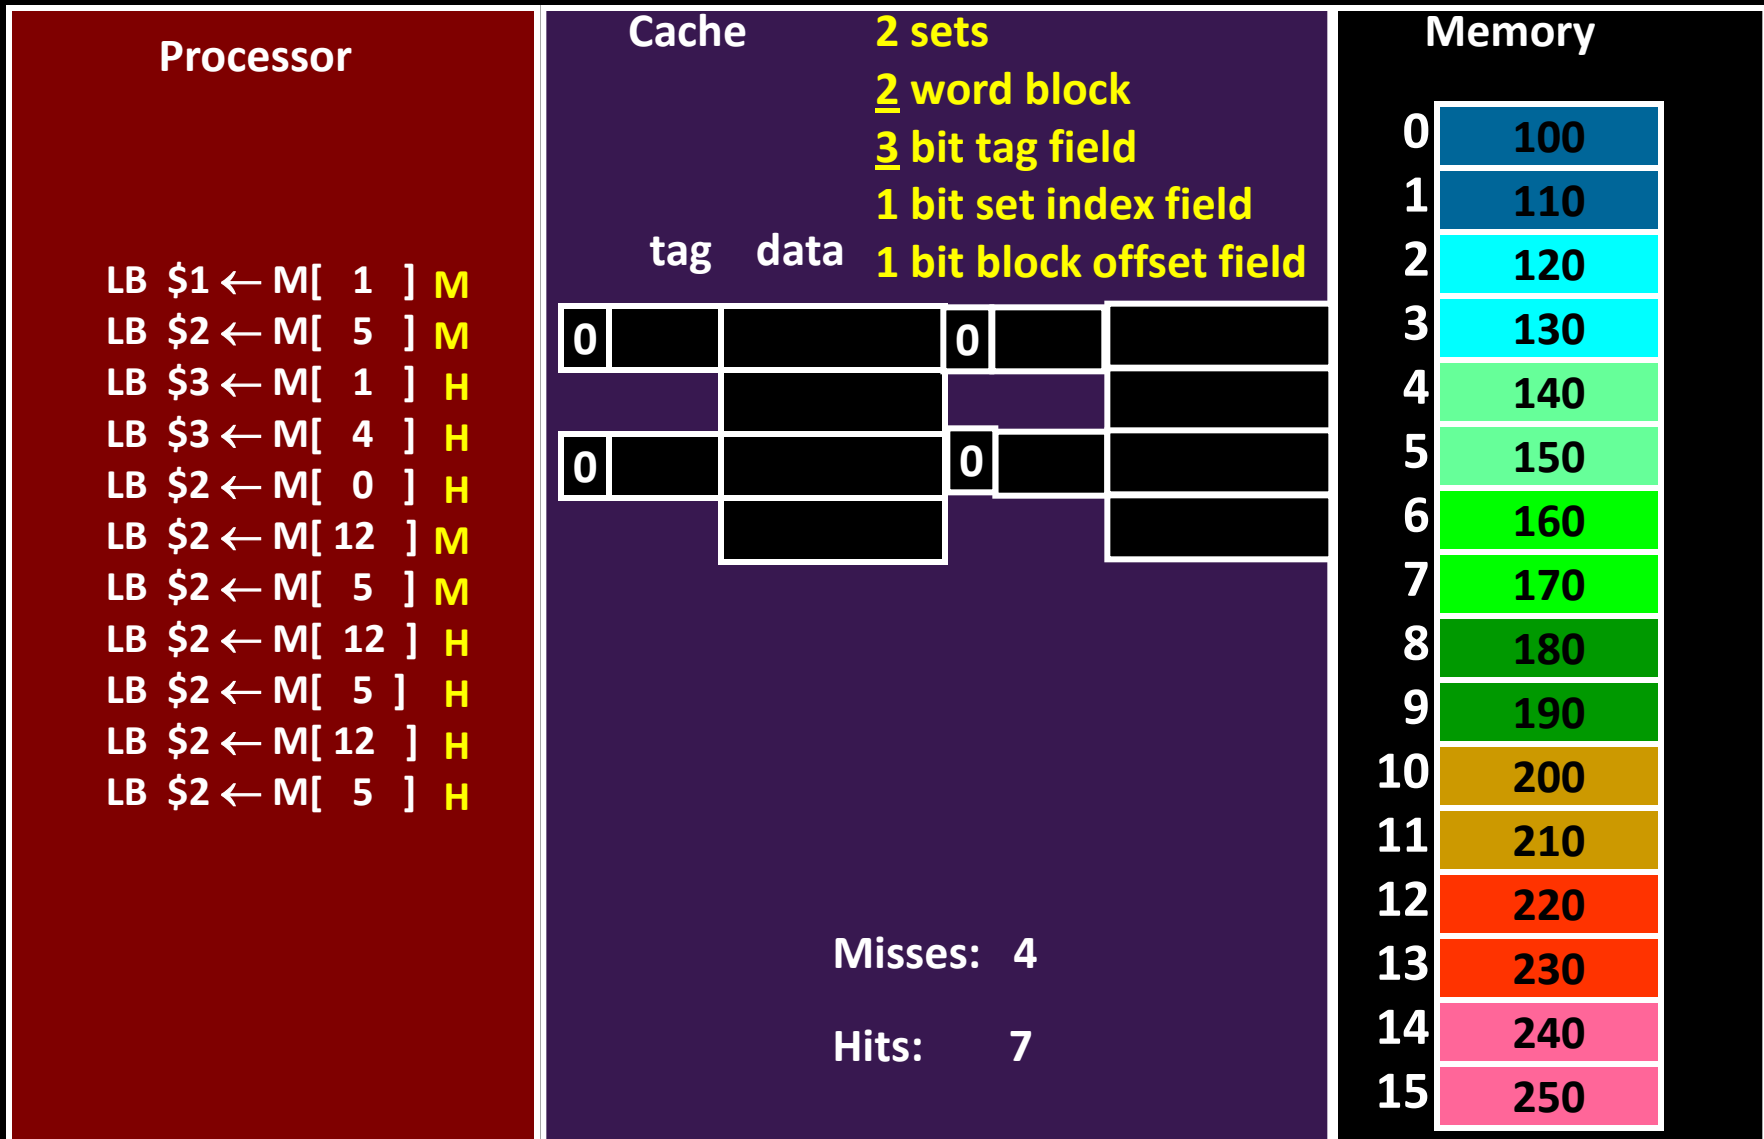 Processor
LB $1 ← M[ 1 ] M
LB $2 ← M[ 5 ] M
LB $3 ← M[ 1 ] H
LB $3 ← M[ 4 ] H
LB $2 ← M[ 0 ] H
LB $2 ← M[ 12 ] M
LB $2 ← M[ 5 ] M
LB $2 ← M[ 12 ] H
LB $2 ← M[ 5 ] H
LB $2 ← M[ 12 ] H
LB $2 ← M[ 5 ] H
Cache
2 sets
2 word block
3 bit tag field
1 bit set index field
1 bit block offset field
tag data
0 0
0 0
Misses: 4
Hits: 7
Memory
0 100
1 110
2 120
3 130
4 140
5 150
6 160
7 170
8 180
9 190
10 200
11 210
12 220
13 230
14 240
15 250